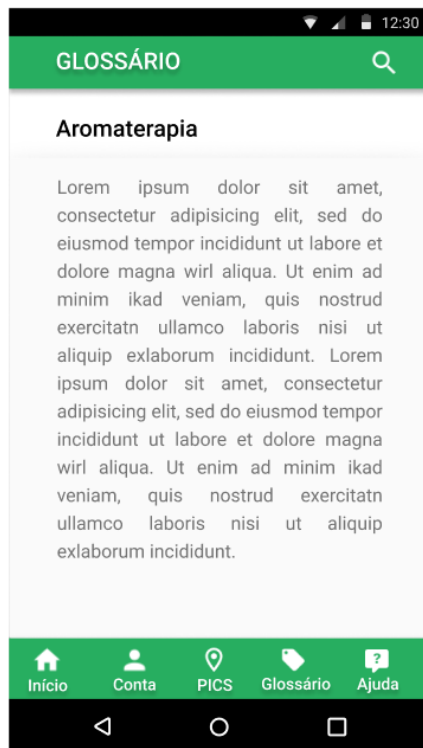 12:30
GLOSSÁRIO
Aromaterapia
Lorem ipsum dolor sit amet,
consectetur adipisicing elit, sed do
eiusmod tempor incididunt ut labore et
dolore magna wirl aliqua. Ut enim ad
minim ikad veniam, quis nostrud
exercitatn ullamco laboris nisi ut
aliquip exlaborum incididunt. Lorem
ipsum dolor sit amet, consectetur
adipisicing elit, sed do eiusmod tempor
incididunt ut labore et dolore magna
wirl aliqua. Ut enim ad minim ikad
veniam, quis nostrud exercitatn
ullamco laboris nisi ut aliquip
exlaborum incididunt.
Início Conta PICS Glossário Ajuda